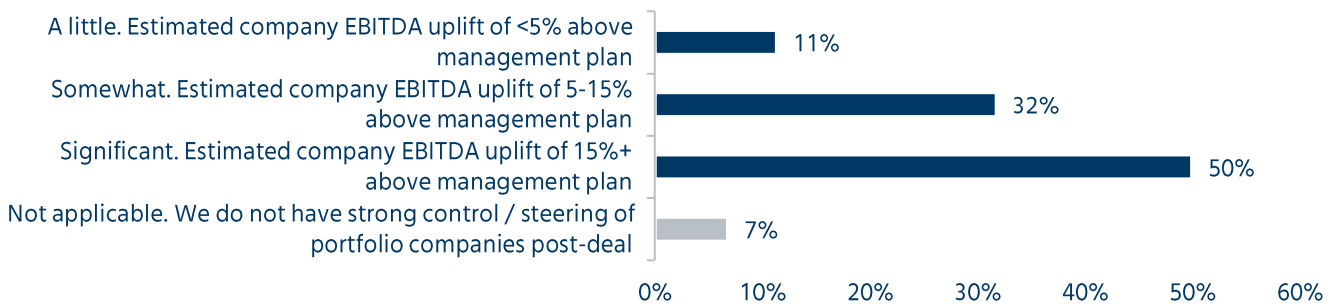 A little. Estimated company EBITDA uplift of <5% above
management plan
11%
Somewhat. Estimated company EBITDA uplift of 5-15%
above management plan
32%
Significant. Estimated company EBITDA uplift of 15%+
above management plan
50%
Not applicable. We do not have strong control / steering of
portfolio companies post-deal
7%
0% 10% 20% 30% 40% 50% 60%